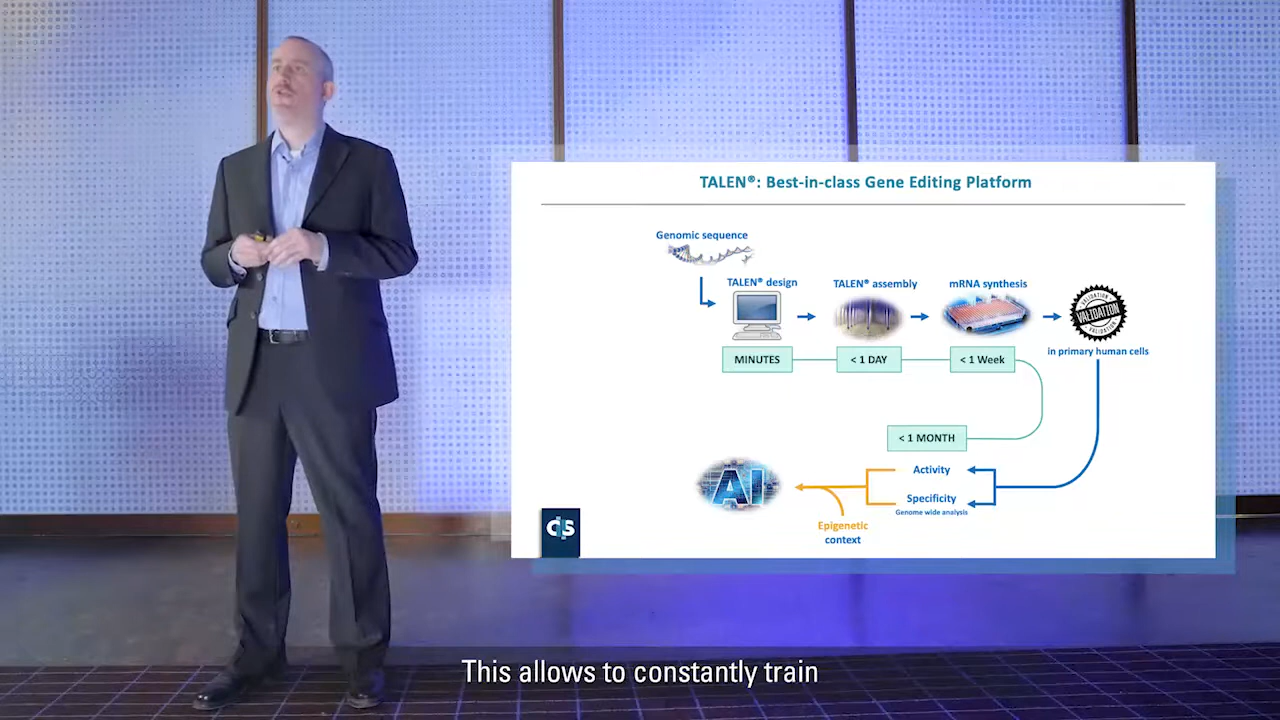 TALEN®: Best-in-class Gene Editing Platform
Genomic sequence
TALEN® design
TALEN® assembly
mRNA synthesis
VALIDATION
VALIDATION
VALIDATION
in primary human cells
MINUTES
< 1 DAY
< 1 Week
< 1 MONTH
AI
Activity
Specificity
Genome wide analysis
Epigenetic
context
This allows to constantly train